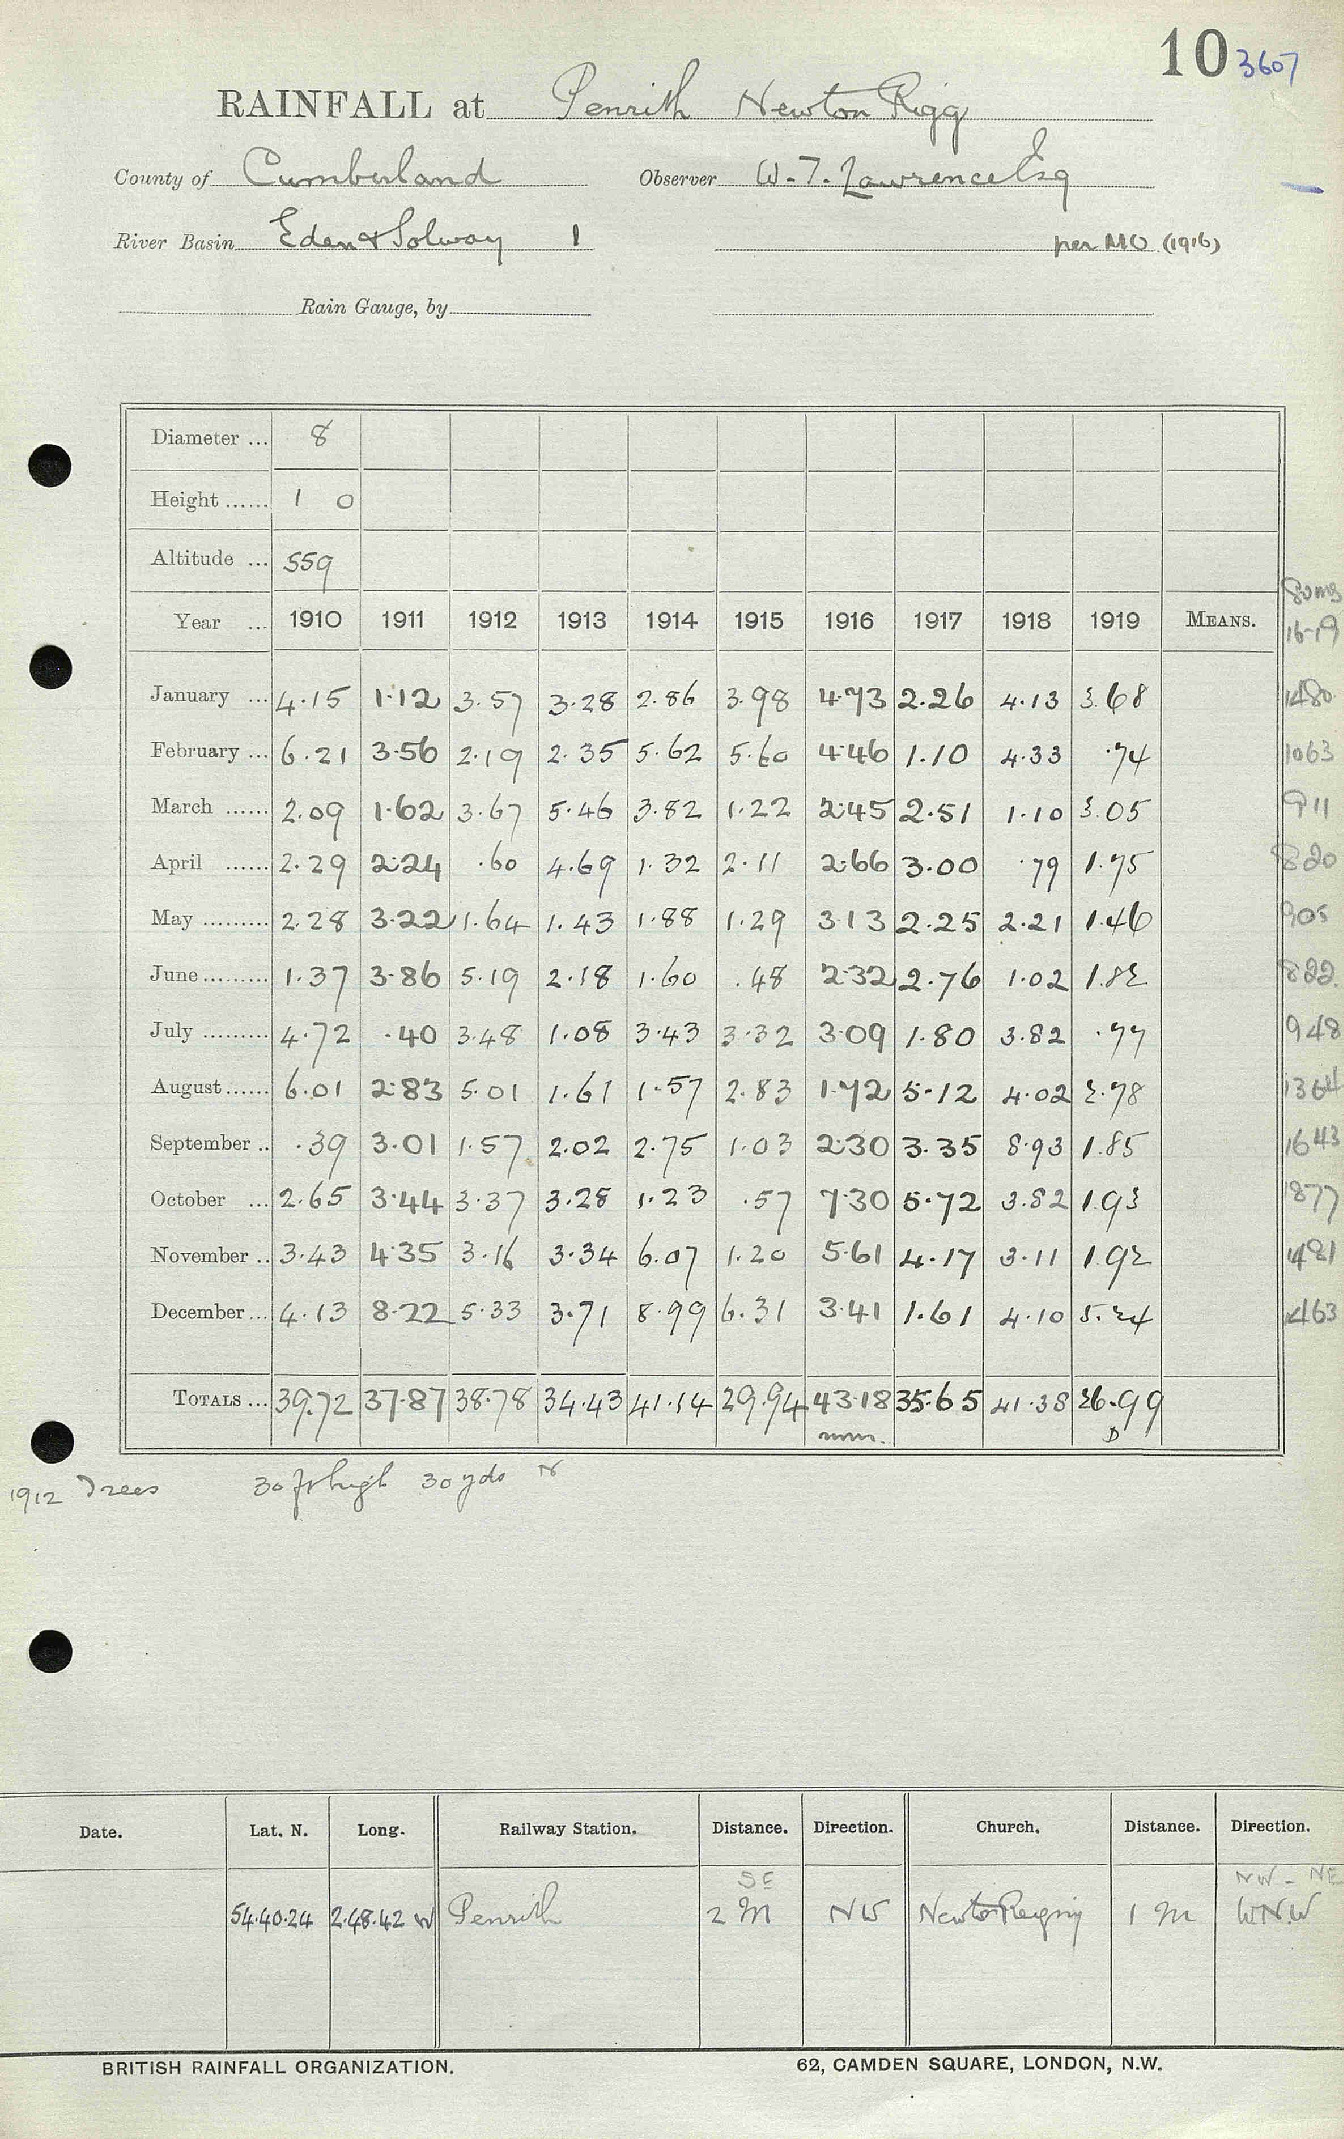 10 3607
RAINFALL at Penrith Newton Rigg
County of Cumberland Observer W. T. Lawrence Esq
River Basin Eden & Solway 1 per MO (1916)
Rain Gauge, by
Diameter ... 8
Height ...... 1 0
Altitude ... 559
Sums
Year ... 1910 1911 1912 1913 1914 1915 1916 1917 1918 1919 MEANS. 16-19
January ... 4.15 1.12 3.57 3.28 2.86 3.98 4.73 2.26 4.13 3.68 1480
February ... 6.21 3.56 2.19 2.35 5.62 5.60 4.46 1.10 4.33 .74 1063
March ...... 2.09 1.62 3.67 5.46 3.82 1.22 2.45 2.51 1.10 3.05 911
April ...... 2.29 2.24 .60 4.69 1.32 2.11 2.66 3.00 .79 1.75 820
May ......... 2.28 3.22 1.64 1.43 1.88 1.29 3.13 2.25 2.21 1.46 905
June ......... 1.37 3.86 5.19 2.18 1.60 .48 2.32 2.76 1.02 1.82 822
July ......... 4.72 .40 3.48 1.08 3.43 3.32 3.09 1.80 3.82 .77 948
August ...... 6.01 2.83 5.01 1.61 1.57 2.83 1.72 5.12 4.02 2.78 1364
September .. .39 3.01 1.57 2.02 2.75 1.03 2.30 3.35 8.93 1.85 1643
October ... 2.65 3.44 3.37 3.28 1.23 .57 7.30 5.72 3.82 1.93 1877
November .. 3.43 4.35 3.16 3.34 6.07 1.20 5.61 4.17 3.11 1.92 1481
December ... 4.13 8.22 5.33 3.71 8.99 6.31 3.41 1.61 4.10 5.24 1463
TOTALS ... 39.72 37.87 38.78 34.43 41.14 29.94 43.18 35.65 41.38 26.99
mm. D
1912 Trees 30 ft high 30 yds N
Date. Lat. N. Long. Railway Station. Distance. Direction. Church. Distance. Direction.
SE NW - NE
54.40.24 2.48.42 W Penrith 2 M NW Newton Reigny 1 M WNW
BRITISH RAINFALL ORGANIZATION. 62, CAMDEN SQUARE, LONDON, N.W.